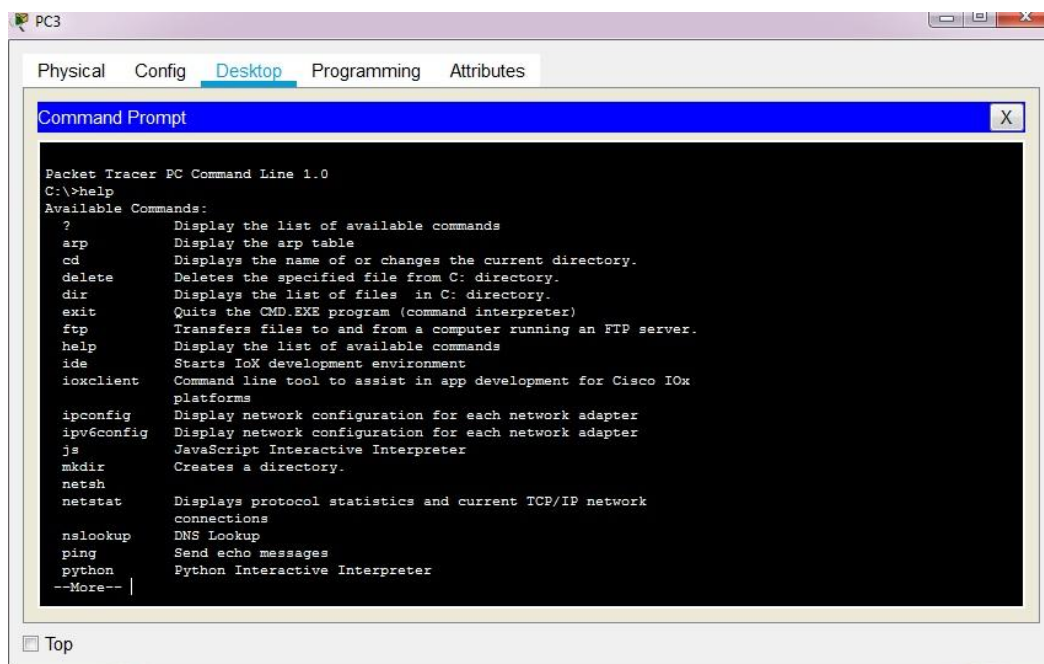 PC3
Physical Config Desktop Programming Attributes
Command Prompt
X
Packet Tracer PC Command Line 1.0
C:\>help
Available Commands:
? Display the list of available commands
arp Display the arp table
cd Displays the name of or changes the current directory.
delete Deletes the specified file from C: directory.
dir Displays the list of files in C: directory.
exit Quits the CMD.EXE program (command interpreter)
ftp Transfers files to and from a computer running an FTP server.
help Display the list of available commands
ide Starts IoX development environment
ioxclient Command line tool to assist in app development for Cisco IOx
platforms
ipconfig Display network configuration for each network adapter
ipv6config Display network configuration for each network adapter
js JavaScript Interactive Interpreter
mkdir Creates a directory.
netsh
netstat Displays protocol statistics and current TCP/IP network
connections
nslookup DNS Lookup
ping Send echo messages
python Python Interactive Interpreter
--More--
Top